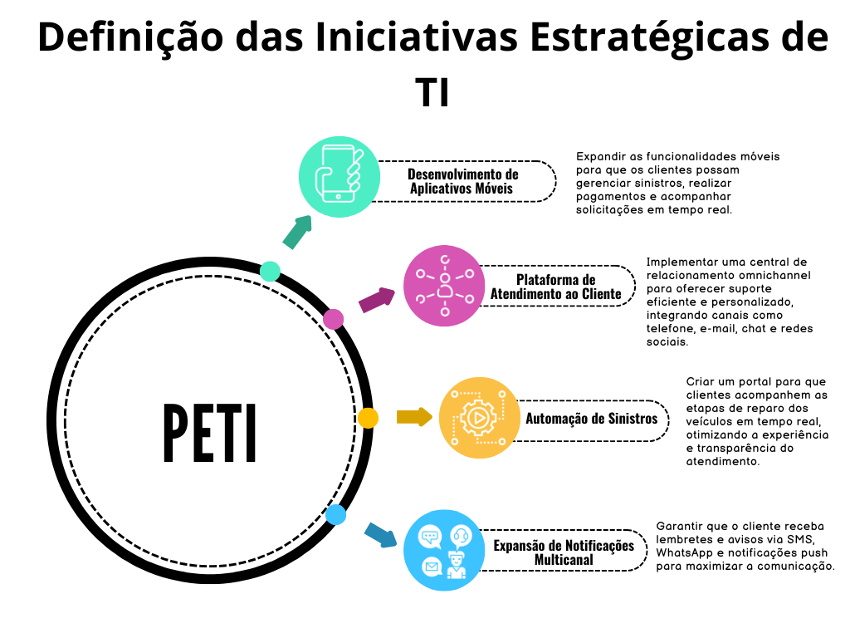 Definição das Iniciativas Estratégicas de
TI
Desenvolvimento de
Aplicativos Móveis
Expandir as funcionalidades móveis
para que os clientes possam
gerenciar sinistros, realizar
pagamentos e acompanhar
solicitações em tempo real.
Plataforma de
Atendimento ao Cliente
Implementar uma central de
relacionamento omnichannel
para oferecer suporte
eficiente e personalizado,
integrando canais como
telefone, e-mail, chat e redes
sociais.
PETI
Automação de Sinistros
Criar um portal para que
clientes acompanhem as
etapas de reparo dos
veículos em tempo real,
otimizando a experiência
e transparência do
atendimento.
Expansão de Notificações
Multicanal
Garantir que o cliente receba
lembretes e avisos via SMS,
WhatsApp e notificações push
para maximizar a comunicação.